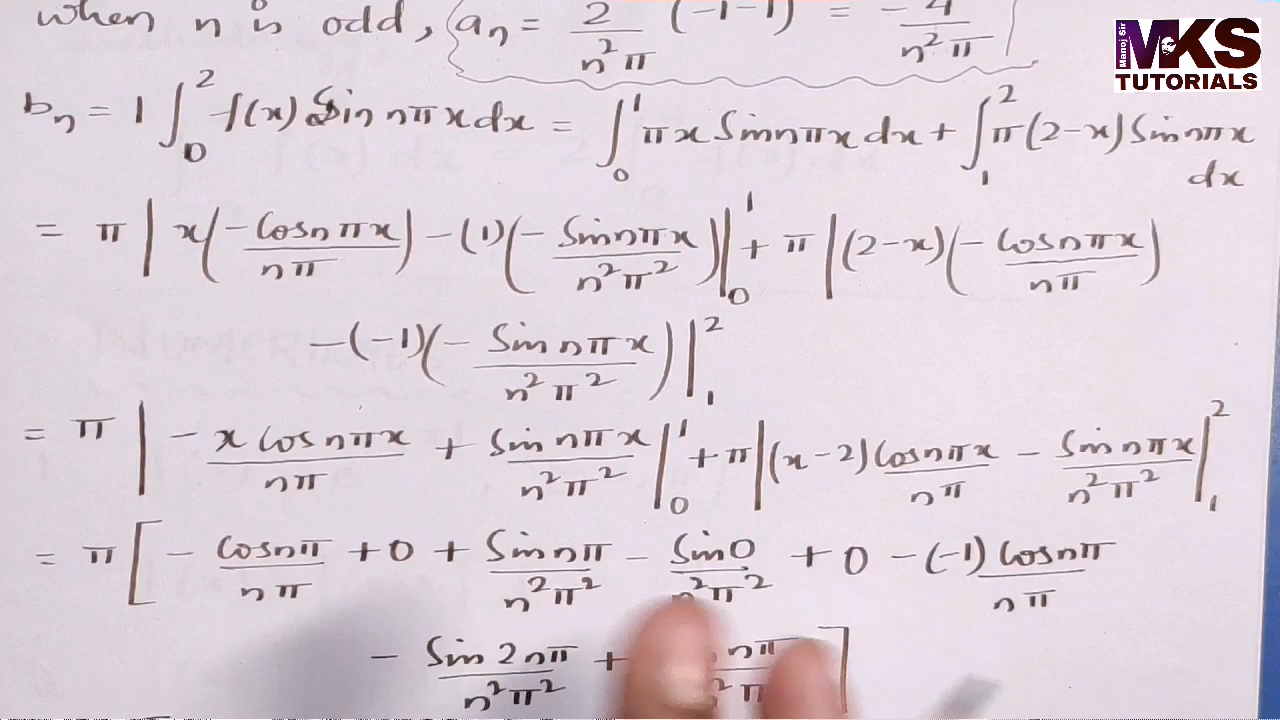 when n is odd, aₙ = 2/n²π (-1-1) = -4/n²π
Manoj Sir MKS
TUTORIALS
bₙ = 1 ∫₀² f(x) Sin nπx dx = ∫₀¹ πx Sin nπx dx + ∫₁² π(2-x) Sin nπx
dx
= π | x(-Cos nπx/nπ) - (1)(-Sin nπx/n²π²) |₀¹ + π | (2-x)(-Cos nπx/nπ)
-(-1)(-Sin nπx/n²π²) |₁²
= π | -x Cos nπx/nπ + Sin nπx/n²π² |₀¹ + π | (x-2) Cos nπx/nπ - Sin nπx/n²π² |₁²
= π [ -Cos nπ/nπ + 0 + Sin nπ/n²π² - Sin 0/n²π² + 0 - (-1) Cos nπ/nπ
- Sin 2nπ/n²π² + nπ/n²π ]